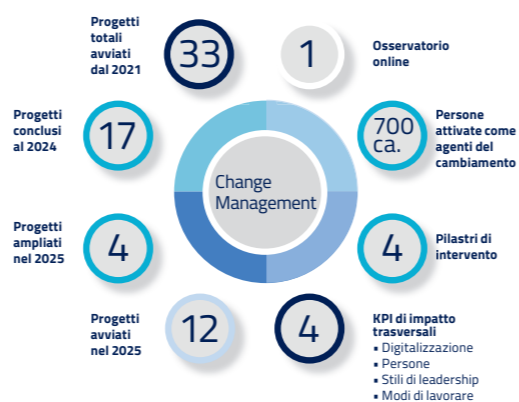 Progetti
totali
avviati
dal 2021
33
1
Osservatorio
online
Progetti
conclusi
al 2024
17
700
ca.
Persone
attivate come
agenti del
cambiamento
Change
Management
Progetti
ampliati
nel 2025
4
4
Pilastri di
intervento
Progetti
avviati
nel 2025
12
4
KPI di impatto
trasversali
▪ Digitalizzazione
▪ Persone
▪ Stili di leadership
▪ Modi di lavorare